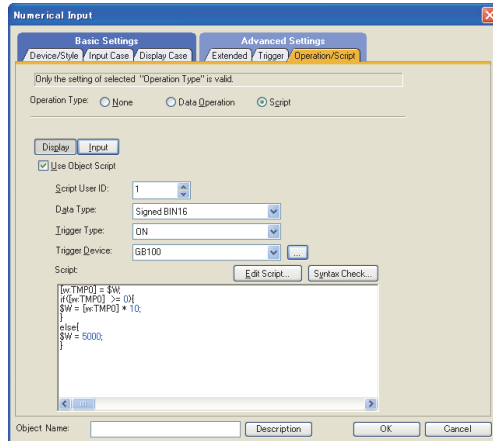 Numerical Input
Basic Settings
Advanced Settings
Device/Style
Input Case
Display Case
Extended
Trigger
Operation/Script
Only the setting of selected "Operation Type" is valid.
Operation Type: None Data Operation Script
Display Input
Use Object Script
Script User ID: 1
Data Type: Signed BIN16
Trigger Type: ON
Trigger Device: GB100 ...
Script: Edit Script... Syntax Check...
[w:TMP0] = $W;
if([w:TMP0] >= 0){
$W = [w:TMP0] * 10;
}
else{
$W = 5000;
}
Object Name: Description OK Cancel